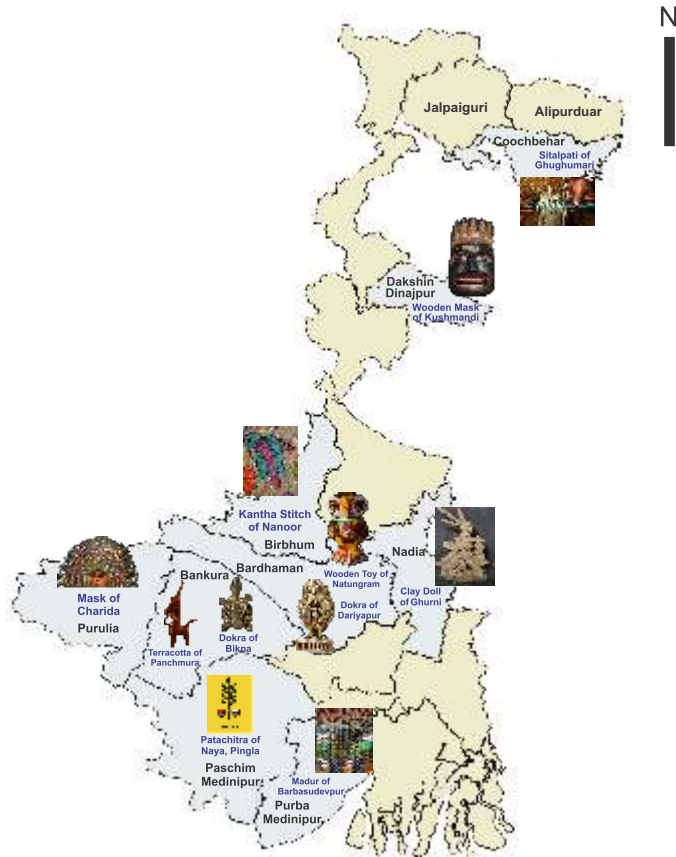 N
Jalpaiguri
Alipurduar
Coochbehar
Sitalpati of
Ghughumari
Dakshin
Dinajpur
Wooden Mask
of Kushmandi
Kantha Stitch
of Nanoor
Birbhum
Nadia
Bardhaman
Bankura
Wooden Toy of
Natungram
Clay Doll
of Ghurni
Mask of
Charida
Purulia
Dokra of
Dariyapur
Dokra of
Bikna
Terracotta of
Panchmura
Patachitra of
Naya, Pingla
Paschim
Medinipur
Madur of
Barbasudevpur
Purba
Medinipur